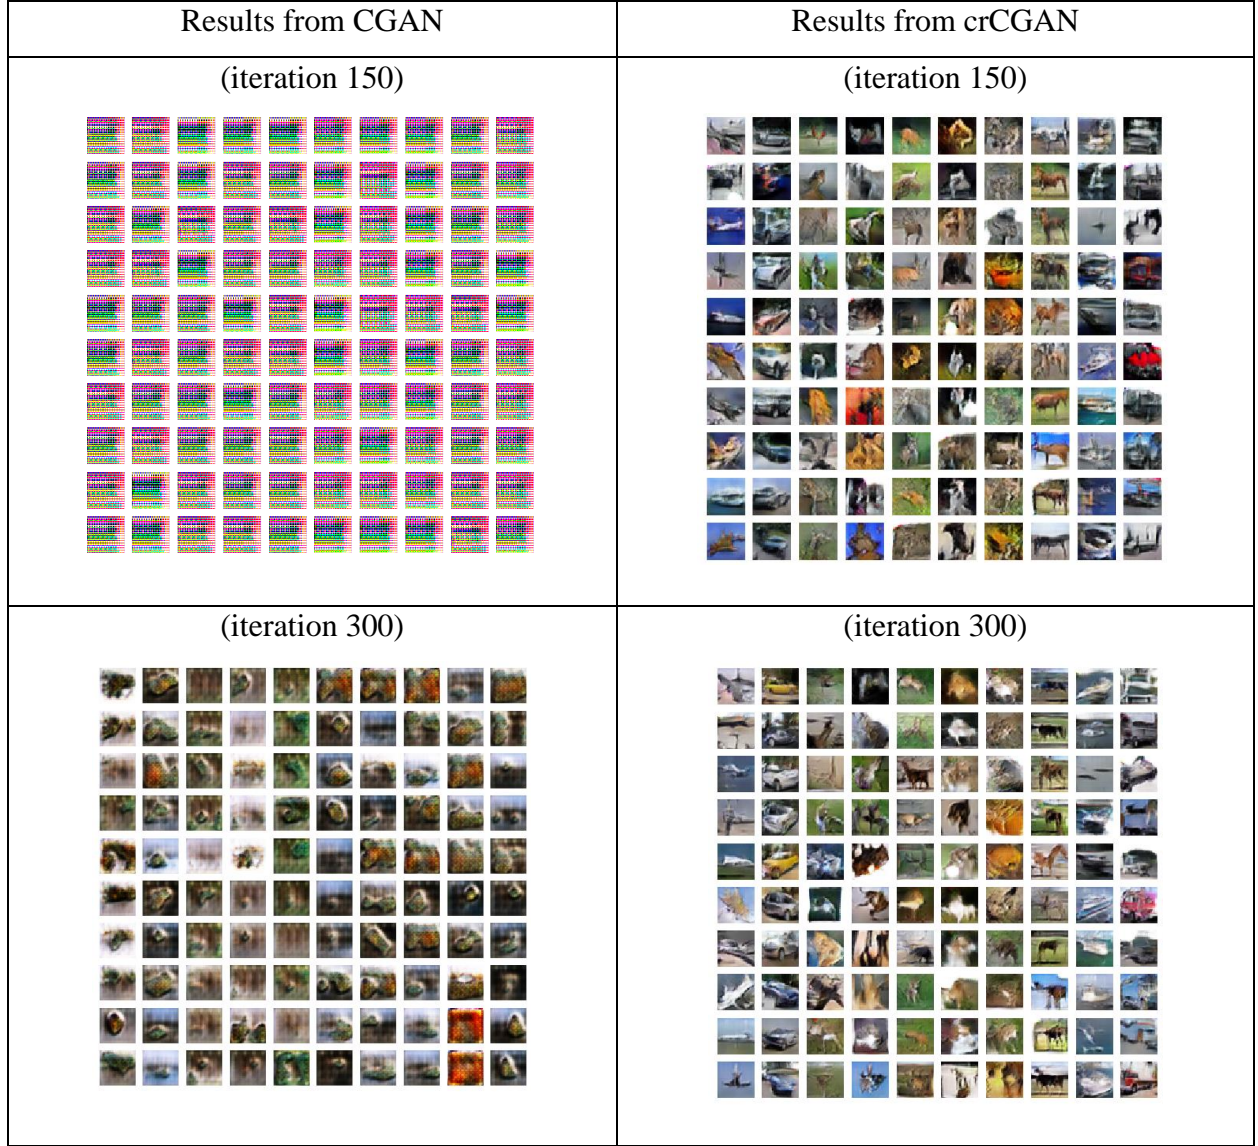 Results from CGAN
Results from crCGAN
(iteration 150)
(iteration 150)
(iteration 300)
(iteration 300)